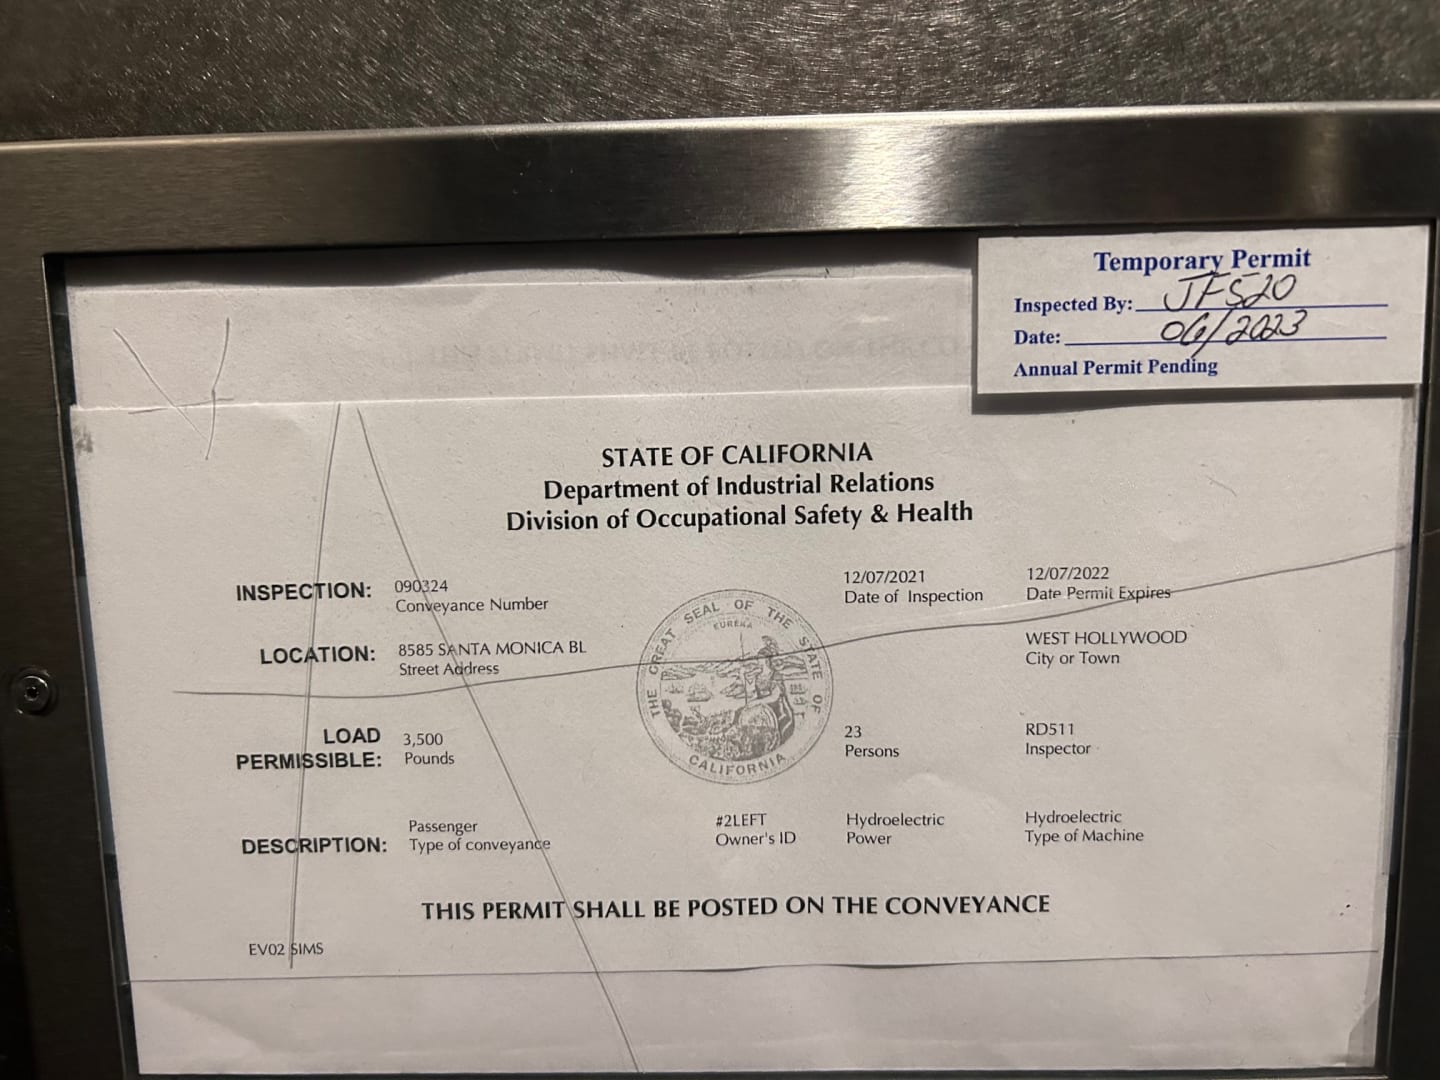 Temporary Permit
Inspected By: JFS20
Date: 06/2023
Annual Permit Pending
STATE OF CALIFORNIA
Department of Industrial Relations
Division of Occupational Safety & Health
INSPECTION: 090324 12/07/2021 12/07/2022
Conveyance Number Date of Inspection Date Permit Expires
LOCATION: 8585 SANTA MONICA BL WEST HOLLYWOOD
Street Address City or Town
THE GREAT SEAL OF THE STATE OF CALIFORNIA
EUREKA
LOAD PERMISSIBLE: 3,500 23 RD511
Pounds Persons Inspector
DESCRIPTION: Passenger #2LEFT Hydroelectric Hydroelectric
Type of conveyance Owner's ID Power Type of Machine
THIS PERMIT SHALL BE POSTED ON THE CONVEYANCE
EV02 SIMS